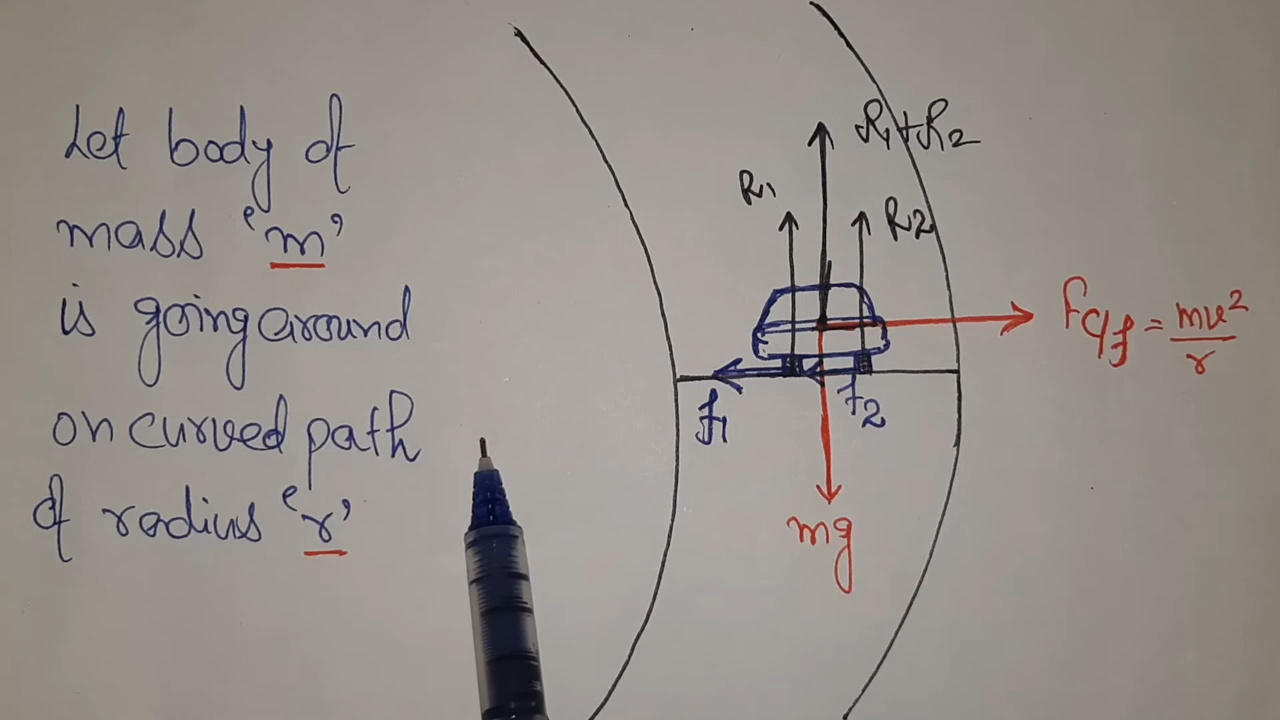 Let body of
mass 'm'
is going around
on curved path
of radius 'r'
R1+R2
R1
R2
Fc/f = mv²/r
f1
f2
mg